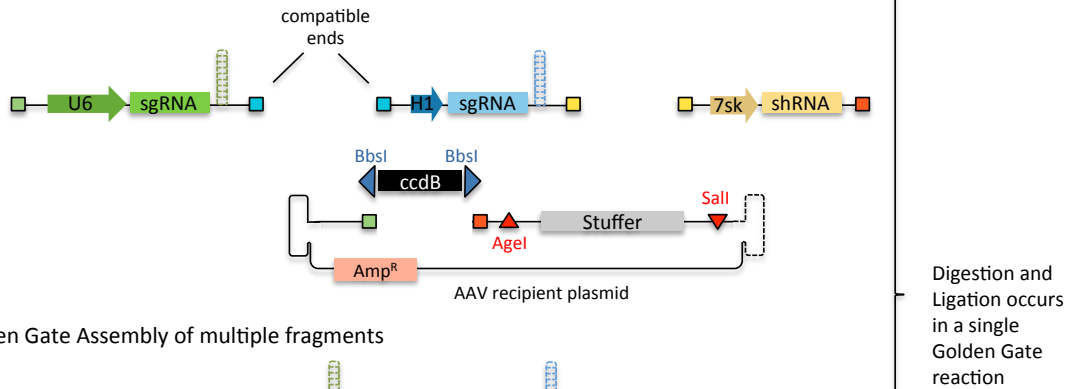 compatible
ends
U6
sgRNA
H1
sgRNA
7sk
shRNA
BbsI
BbsI
ccdB
SalI
Stuffer
AgeI
AmpR
AAV recipient plasmid
Digestion and
Ligation occurs
in a single
Golden Gate
reaction
en Gate Assembly of multiple fragments